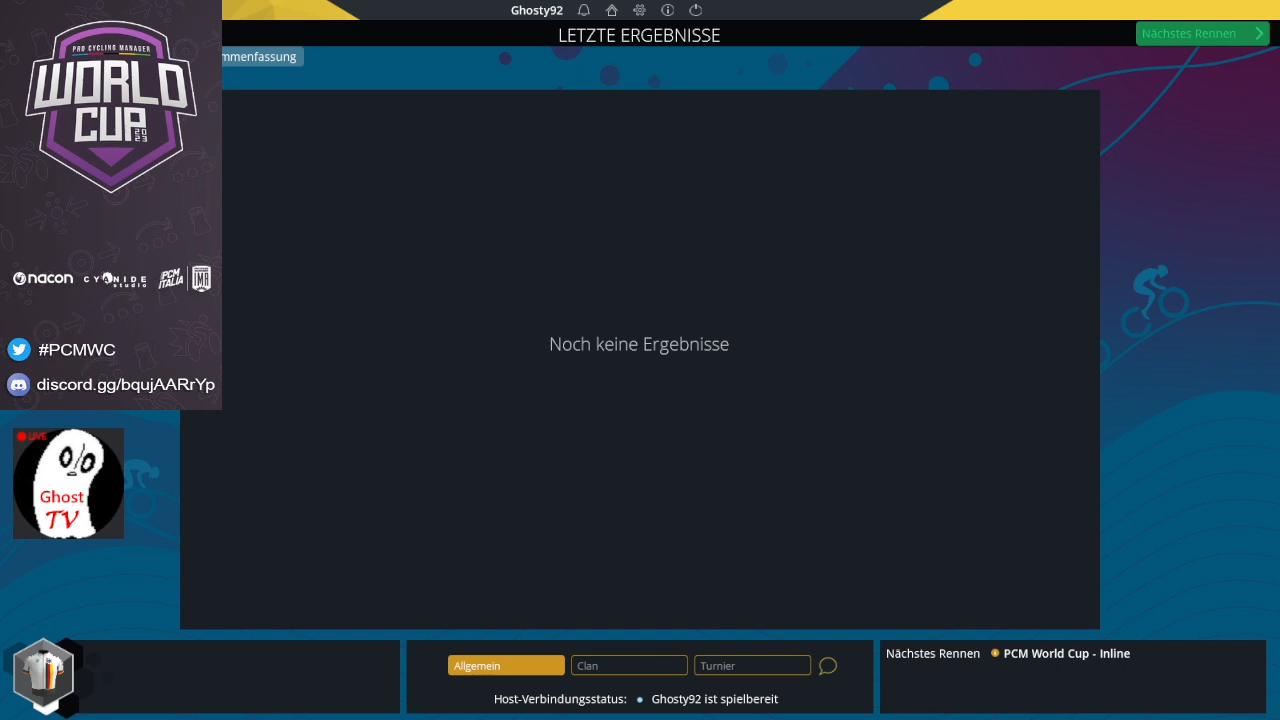 Ghosty92
LETZTE ERGEBNISSE
Nächstes Rennen
mmenfassung
PRO CYCLING MANAGER
WORLD
CUP
2023
nacon
CYANIDE
studio
PCM
ITALIA
IMR
#PCMWC
discord.gg/bqujAARrYp
Noch keine Ergebnisse
LIVE
Ghost
TV
Allgemein
Clan
Turnier
Host-Verbindungsstatus:
Ghosty92 ist spielbereit
Nächstes Rennen
PCM World Cup - Inline